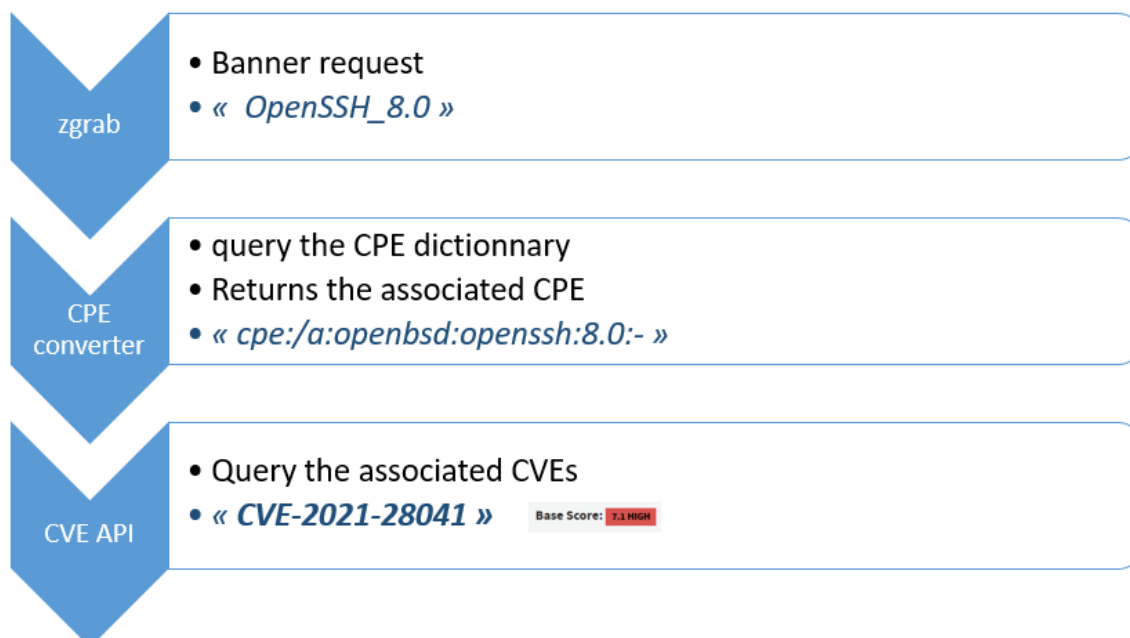 zgrab
• Banner request
• «  OpenSSH_8.0 »
CPE
converter
• query the CPE dictionnary
• Returns the associated CPE
• « cpe:/a:openbsd:openssh:8.0:- »
CVE API
• Query the associated CVEs
• « CVE-2021-28041 » Base Score: 7.1 HIGH